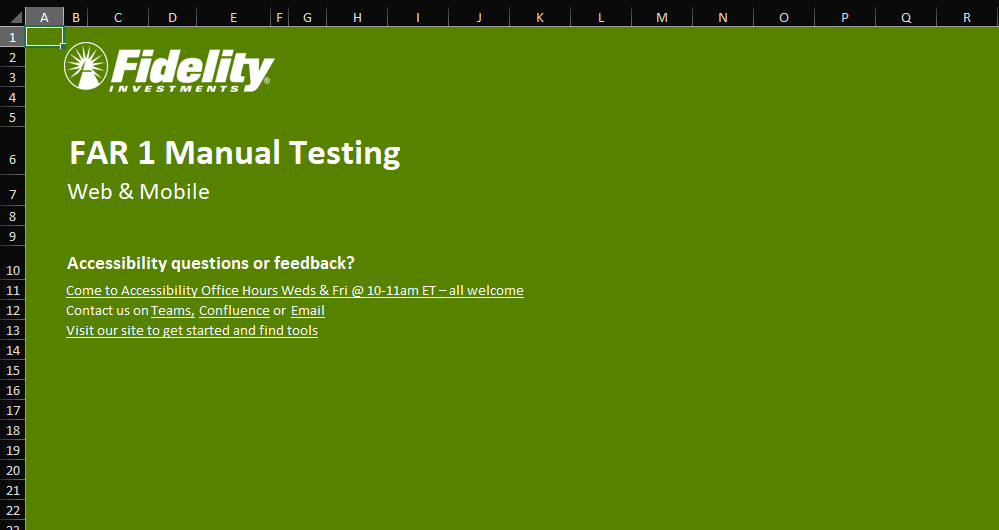 A B C D E F G H I J K L M N O P Q R
1
2
Fidelity
3
INVESTMENTS®
4
5
6 FAR 1 Manual Testing
7 Web & Mobile
8
9
10 Accessibility questions or feedback?
11 Come to Accessibility Office Hours Weds & Fri @ 10-11am ET – all welcome
12 Contact us on Teams, Confluence or Email
13 Visit our site to get started and find tools
14
15
16
17
18
19
20
21
22
23